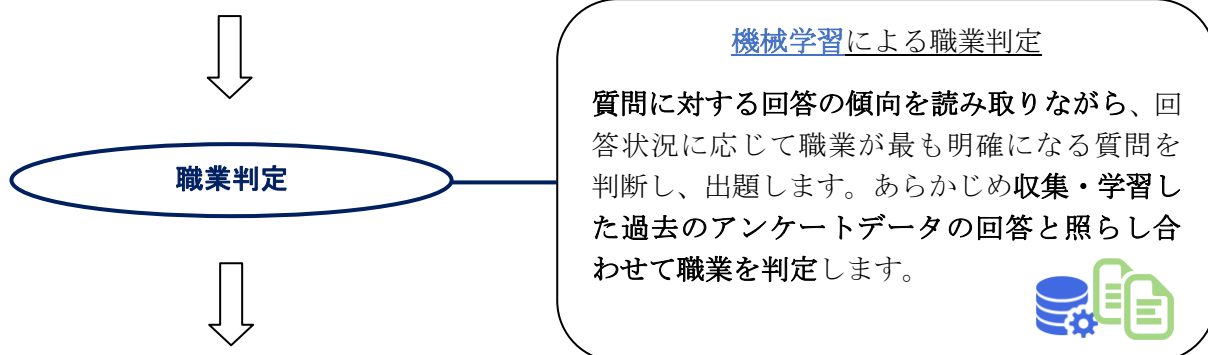 機械学習による職業判定
質問に対する回答の傾向を読み取りながら、回
答状況に応じて職業が最も明確になる質問を
判断し、出題します。あらかじめ収集・学習し
た過去のアンケートデータの回答と照らし合
わせて職業を判定します。
職業判定